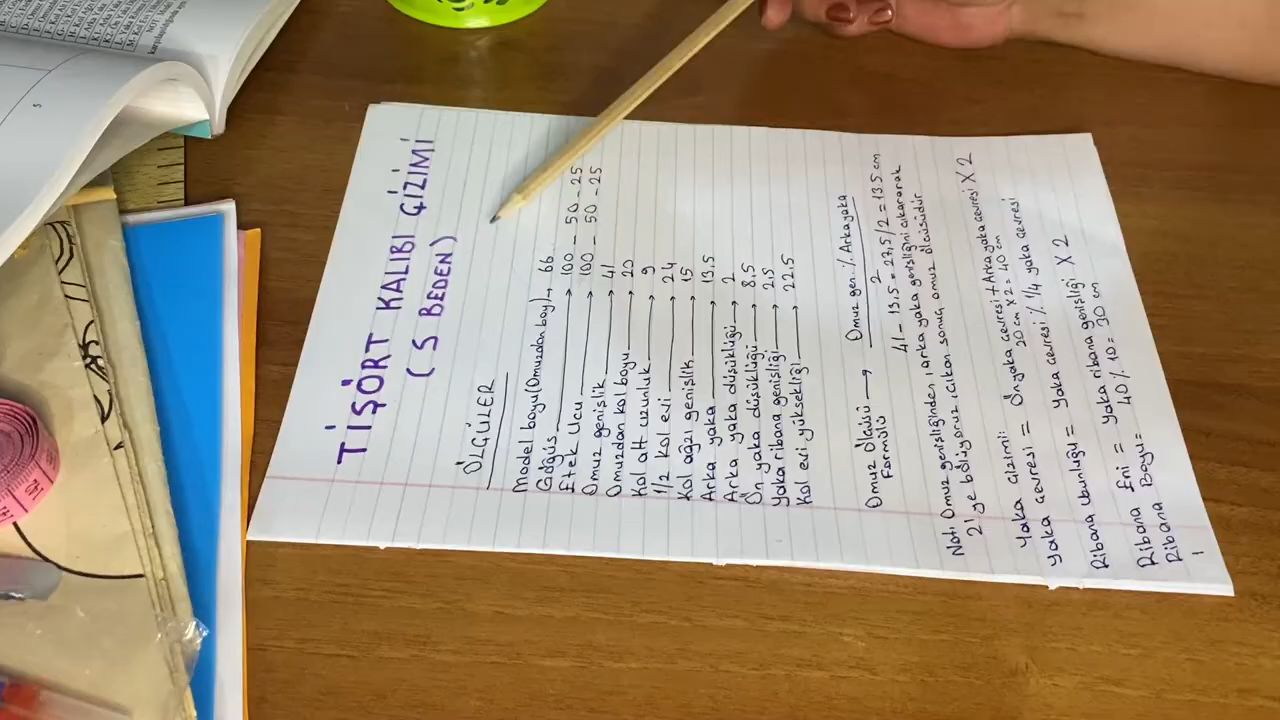 TİŞÖRT KALIBI ÇİZİMİ
( S BEDEN)
ÖLÇÜLER
Model boyu(Omuzdan boy)→ 66
Göğüs → 100 - 50 - 25
Etek Ucu → 100 - 50 - 25
Omuz genişlik → 41
Omuzdan kol boyu → 20
Kol alt uzunluk → 9
1/2 kol evi → 24
Kol ağzı genişlik → 15
Arka yaka → 13.5
Arka yaka düşüklüğü → 2
Ön yaka düşüklüğü → 8,5
Yaka ribana genişliği → 2,5
Kol evi yüksekliği → 22.5
Omuz Ölçüsü → Omuz gen ٪ Arka yaka
Formülü 2
41 - 13.5 = 27,5/2 = 13.5 cm
Not: Omuz genişliğinden, arka yaka genişliğini çıkararak
2'ye bölüyoruz, çıkan sonuç omuz ölçüsüdür
Yaka çizimi:
Yaka çevresi = Ön yaka çevresi + Arka yaka çevresi X 2
20 cm x 2 = 40 cm
Ribana Uzunluğu = Yaka çevresi ٪ 1/4 yaka çevresi
Ribana Eni = Yaka ribana genişliği X 2
Ribana Boyu = 40 ٪ 10 = 30 cm